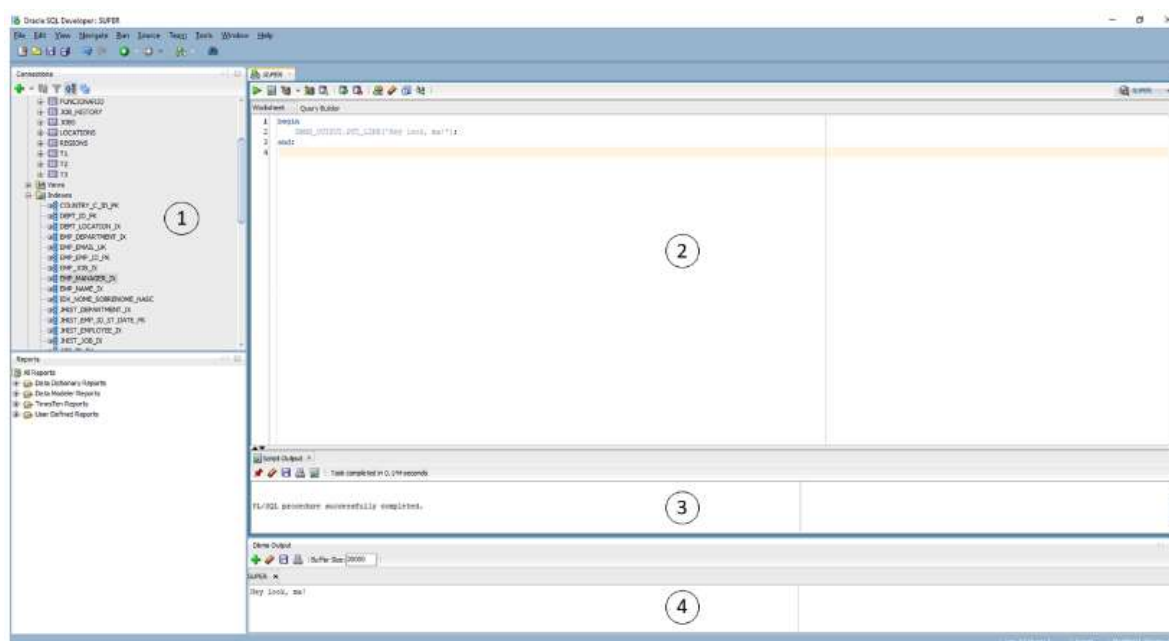 Oracle SQL Developer: SUPER
File Edit View Navigate Run Source Team Tools Window Help
Connections
FUNCIONARIO
JOB_HISTORY
JOBS
LOCATIONS
REGIONS
T1
T2
T3
Views
Indexes
COUNTRY_C_ID_PK
DEPT_ID_PK
DEPT_LOCATION_IX
EMP_DEPARTMENT_IX
EMP_EMAIL_UK
EMP_EMP_ID_PK
EMP_JOB_IX
EMP_MANAGER_IX
EMP_NAME_IX
IDX_NOME_SOBRENOME_NASC
JHIST_DEPARTMENT_IX
JHIST_EMP_ID_ST_DATE_PK
JHIST_EMPLOYEE_IX
JHIST_JOB_IX
1
Reports
All Reports
Data Dictionary Reports
Data Modeler Reports
TimesTen Reports
User Defined Reports
SUPER
SUPER
Worksheet Query Builder
1 begin
2 DBMS_OUTPUT.PUT_LINE('Hey look, ma!');
3 end;
4
2
Script Output
Task completed in seconds
PL/SQL procedure successfully completed.
3
Dbms Output
Buffer Size: 20000
SUPER
Hey look, ma!
4